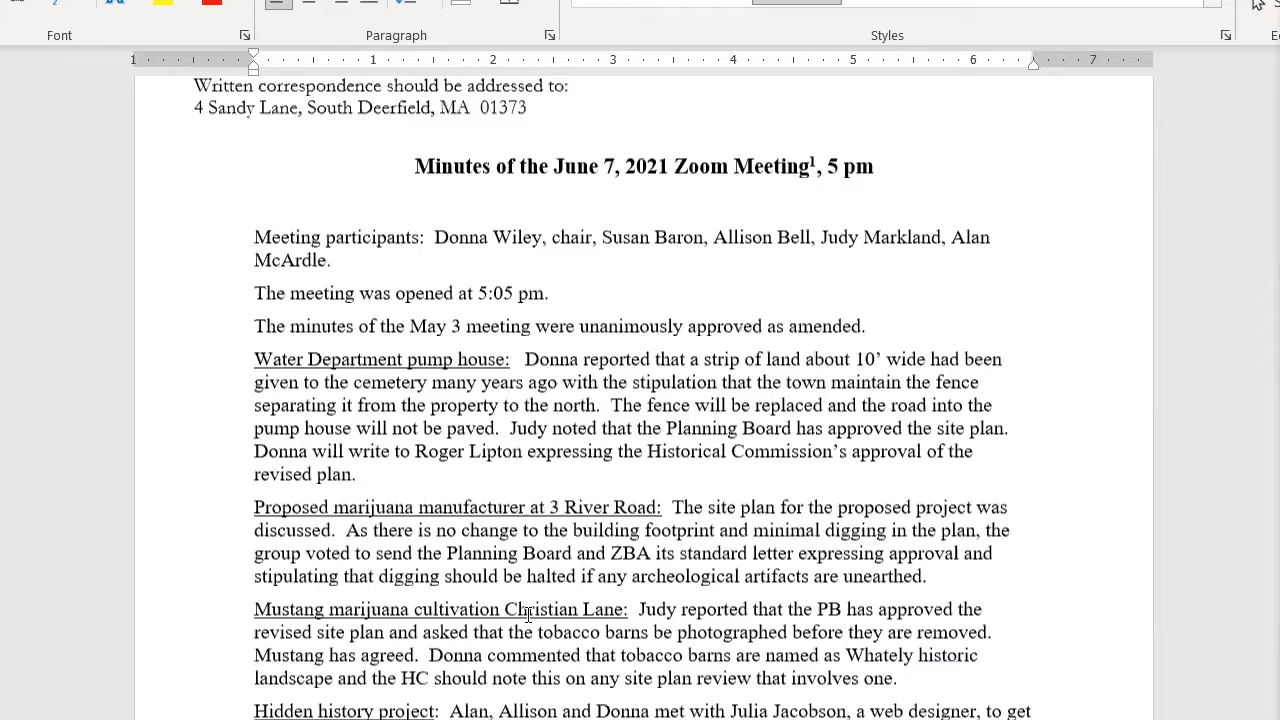 Font
Paragraph
Styles
1 1 2 3 4 5 6 7
Written correspondence should be addressed to:
4 Sandy Lane, South Deerfield, MA  01373
Minutes of the June 7, 2021 Zoom Meeting¹, 5 pm
Meeting participants:  Donna Wiley, chair, Susan Baron, Allison Bell, Judy Markland, Alan
McArdle.
The meeting was opened at 5:05 pm.
The minutes of the May 3 meeting were unanimously approved as amended.
Water Department pump house:   Donna reported that a strip of land about 10’ wide had been
given to the cemetery many years ago with the stipulation that the town maintain the fence
separating it from the property to the north.  The fence will be replaced and the road into the
pump house will not be paved.  Judy noted that the Planning Board has approved the site plan.
Donna will write to Roger Lipton expressing the Historical Commission’s approval of the
revised plan.
Proposed marijuana manufacturer at 3 River Road:  The site plan for the proposed project was
discussed.  As there is no change to the building footprint and minimal digging in the plan, the
group voted to send the Planning Board and ZBA its standard letter expressing approval and
stipulating that digging should be halted if any archeological artifacts are unearthed.
Mustang marijuana cultivation Christian Lane:  Judy reported that the PB has approved the
revised site plan and asked that the tobacco barns be photographed before they are removed.
Mustang has agreed.  Donna commented that tobacco barns are named as Whately historic
landscape and the HC should note this on any site plan review that involves one.
Hidden history project:  Alan, Allison and Donna met with Julia Jacobson, a web designer, to get